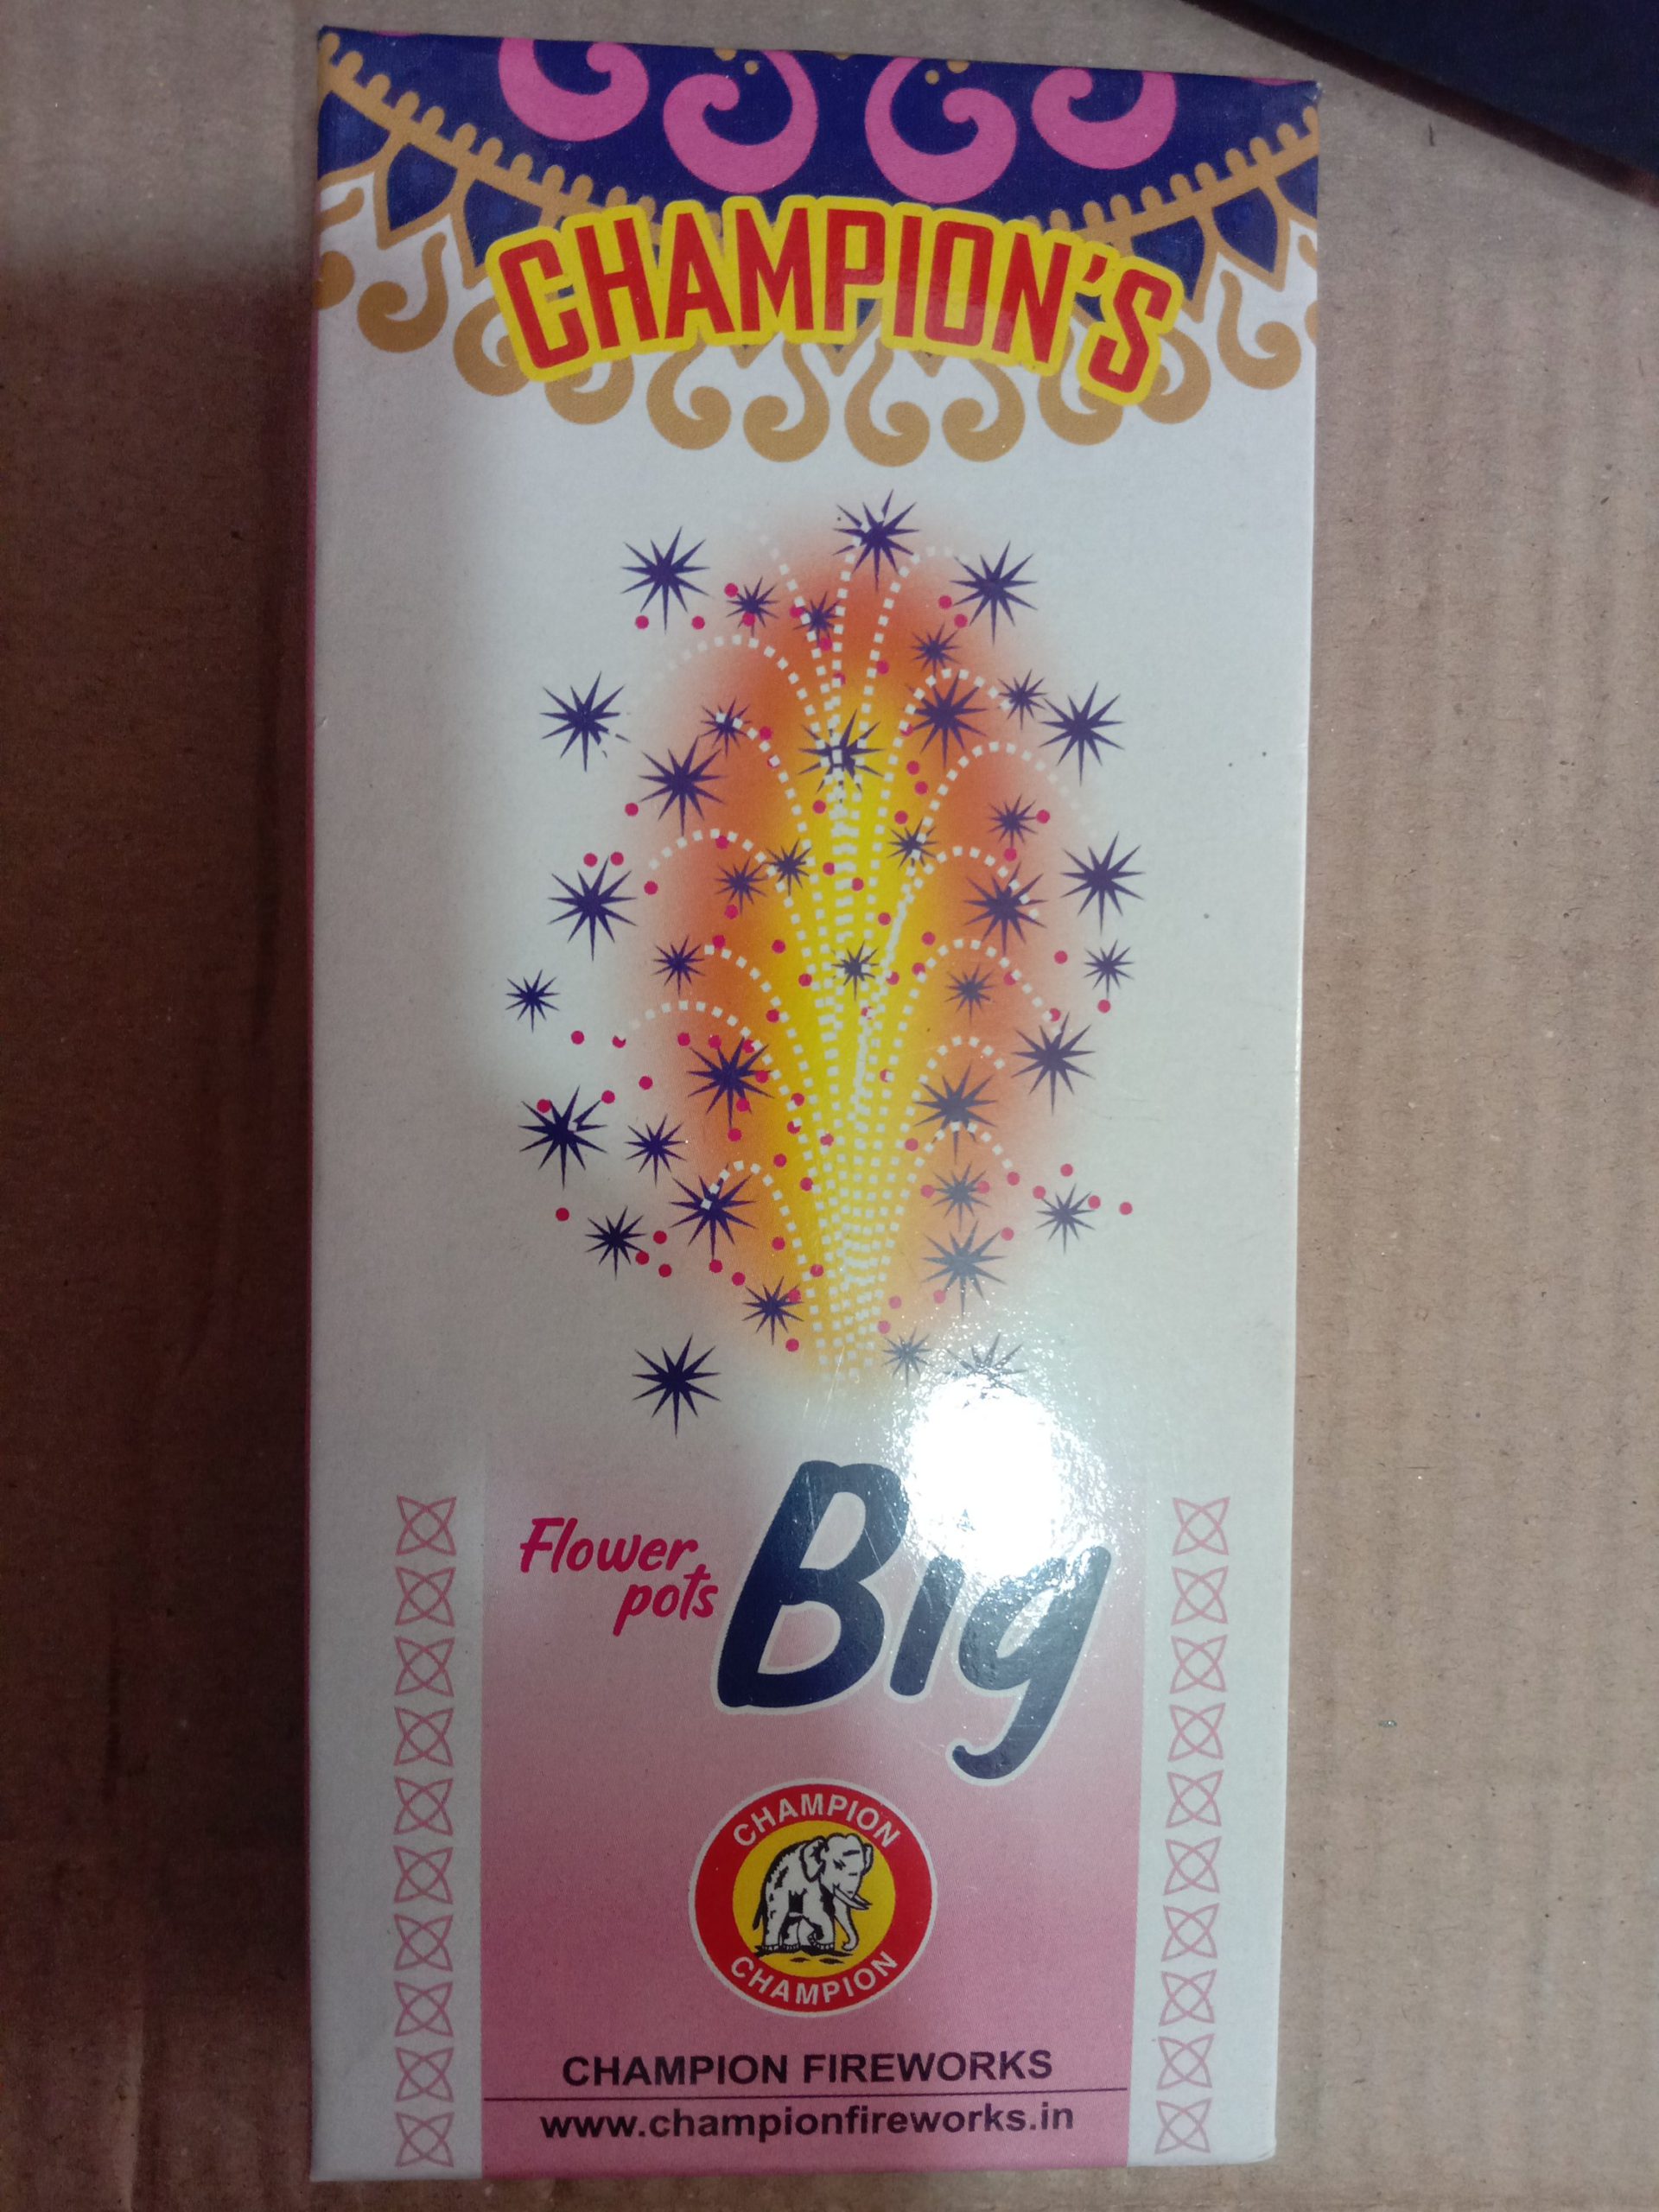 CHAMPION'S
Flower
pots
Big
CHAMPION
CHAMPION
CHAMPION FIREWORKS
www.championfireworks.in